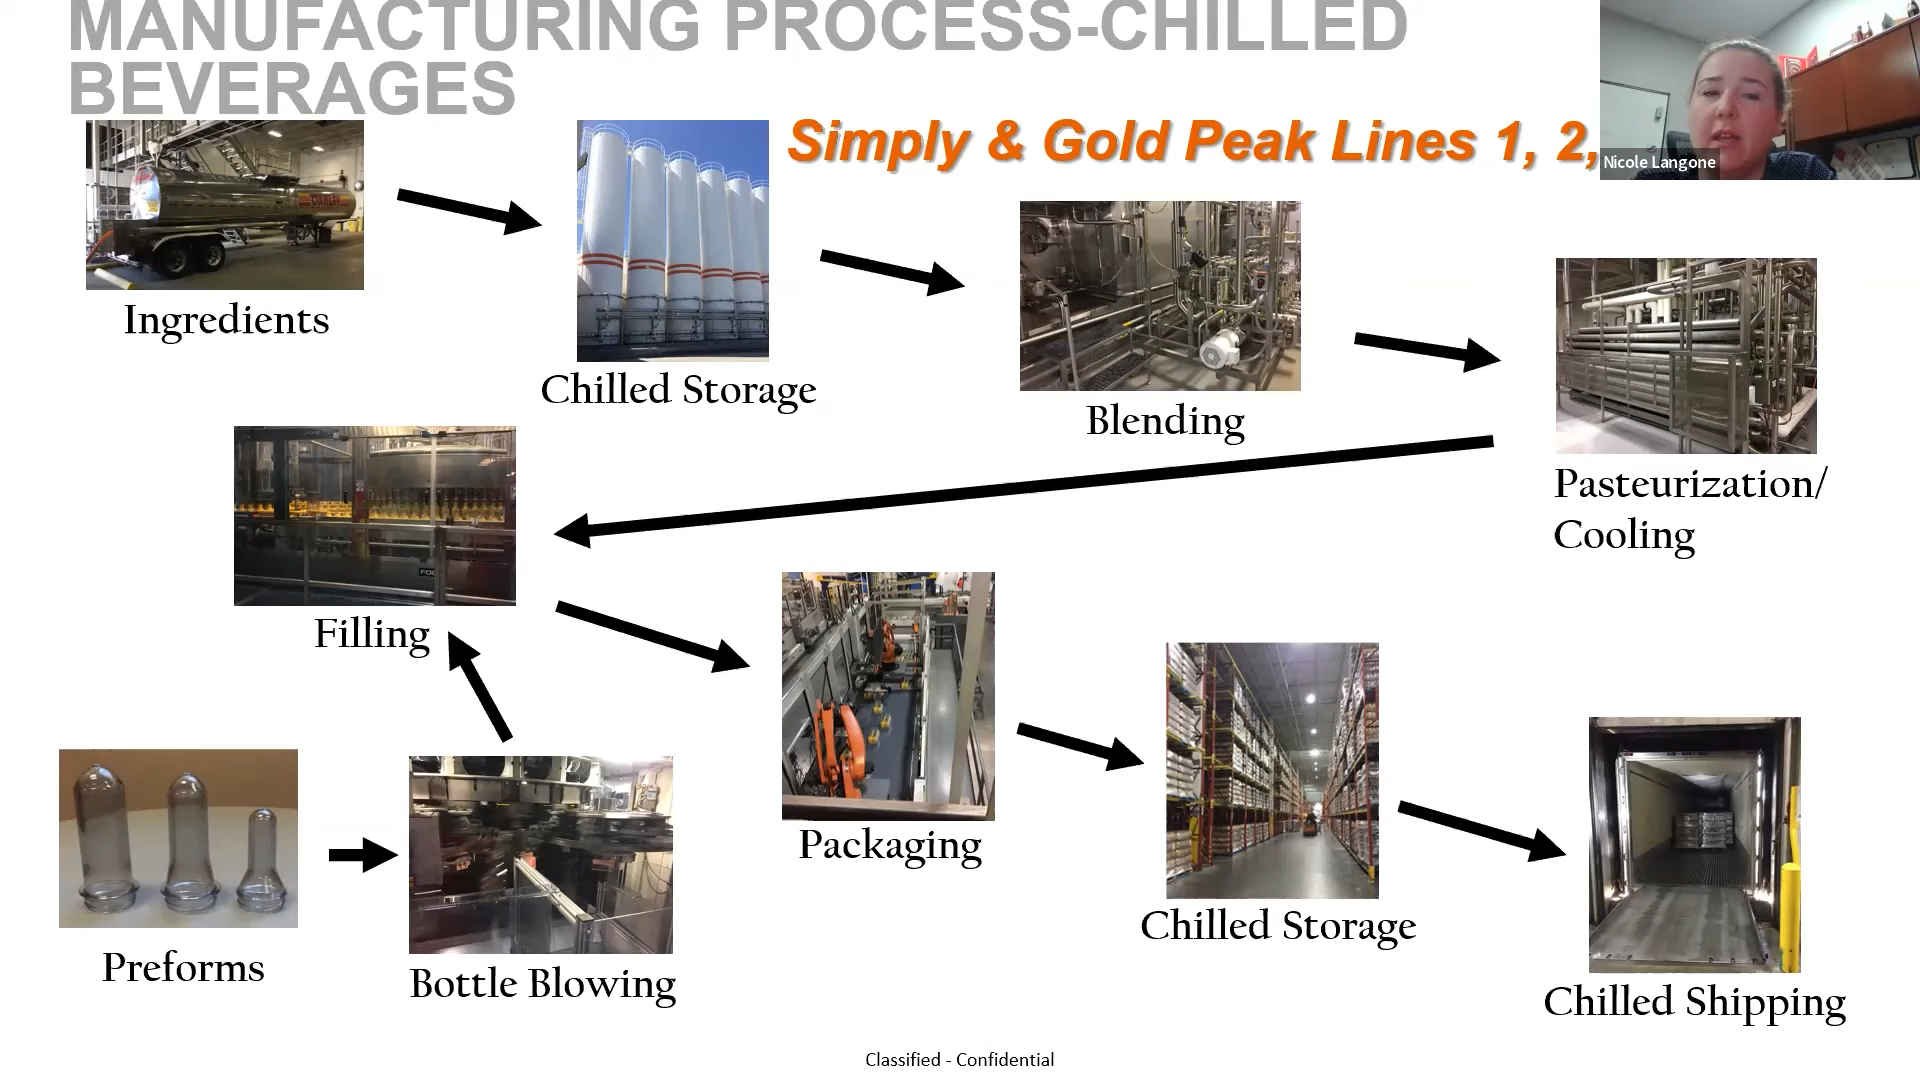 MANUFACTURING PROCESS-CHILLED
BEVERAGES
Simply & Gold Peak Lines 1, 2,
Nicole Langone
Ingredients
Chilled Storage
Blending
Pasteurization/
Cooling
Filling
Packaging
Preforms
Bottle Blowing
Chilled Storage
Chilled Shipping
Classified - Confidential